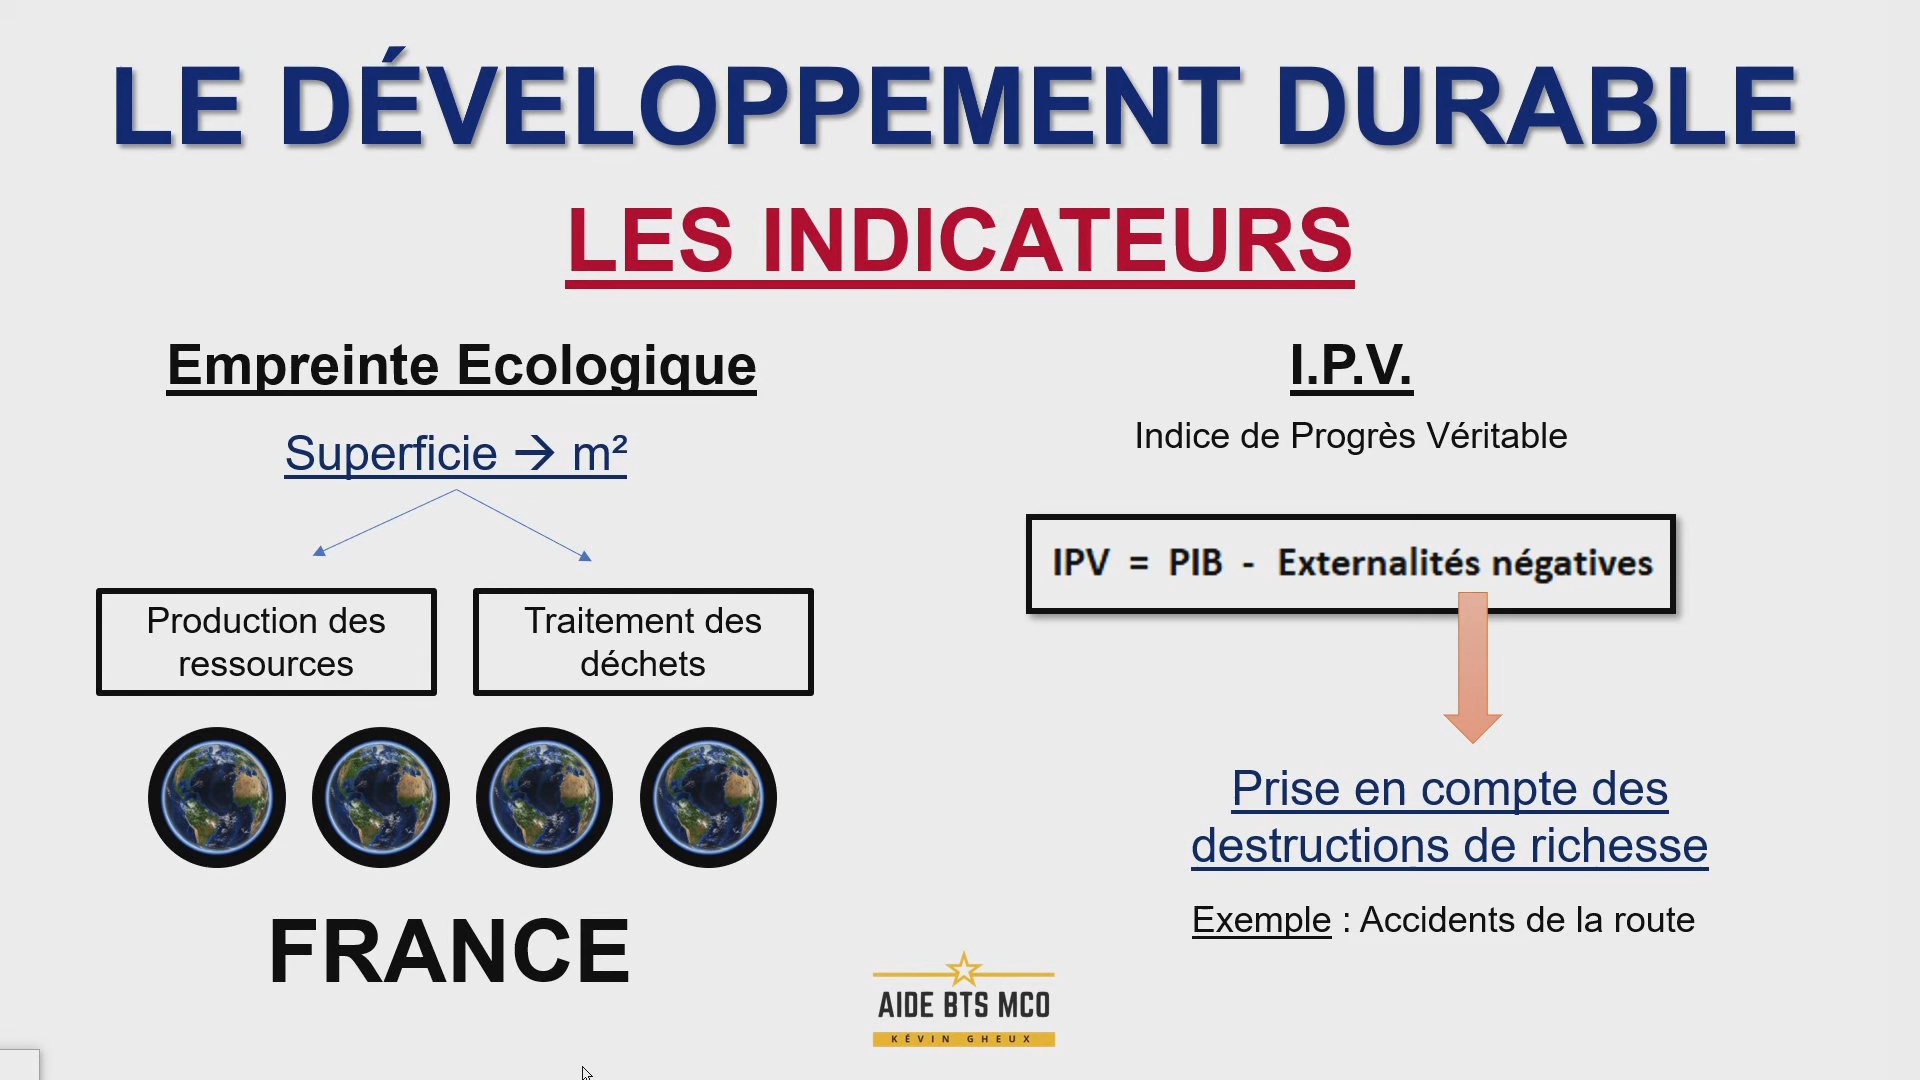 LE DÉVELOPPEMENT DURABLE
LES INDICATEURS
Empreinte Ecologique
Superficie → m²
Production des
ressources
Traitement des
déchets
FRANCE
I.P.V.
Indice de Progrès Véritable
IPV = PIB - Externalités négatives
Prise en compte des
destructions de richesse
Exemple : Accidents de la route
AIDE BTS MCO
KÉVIN GHEUX